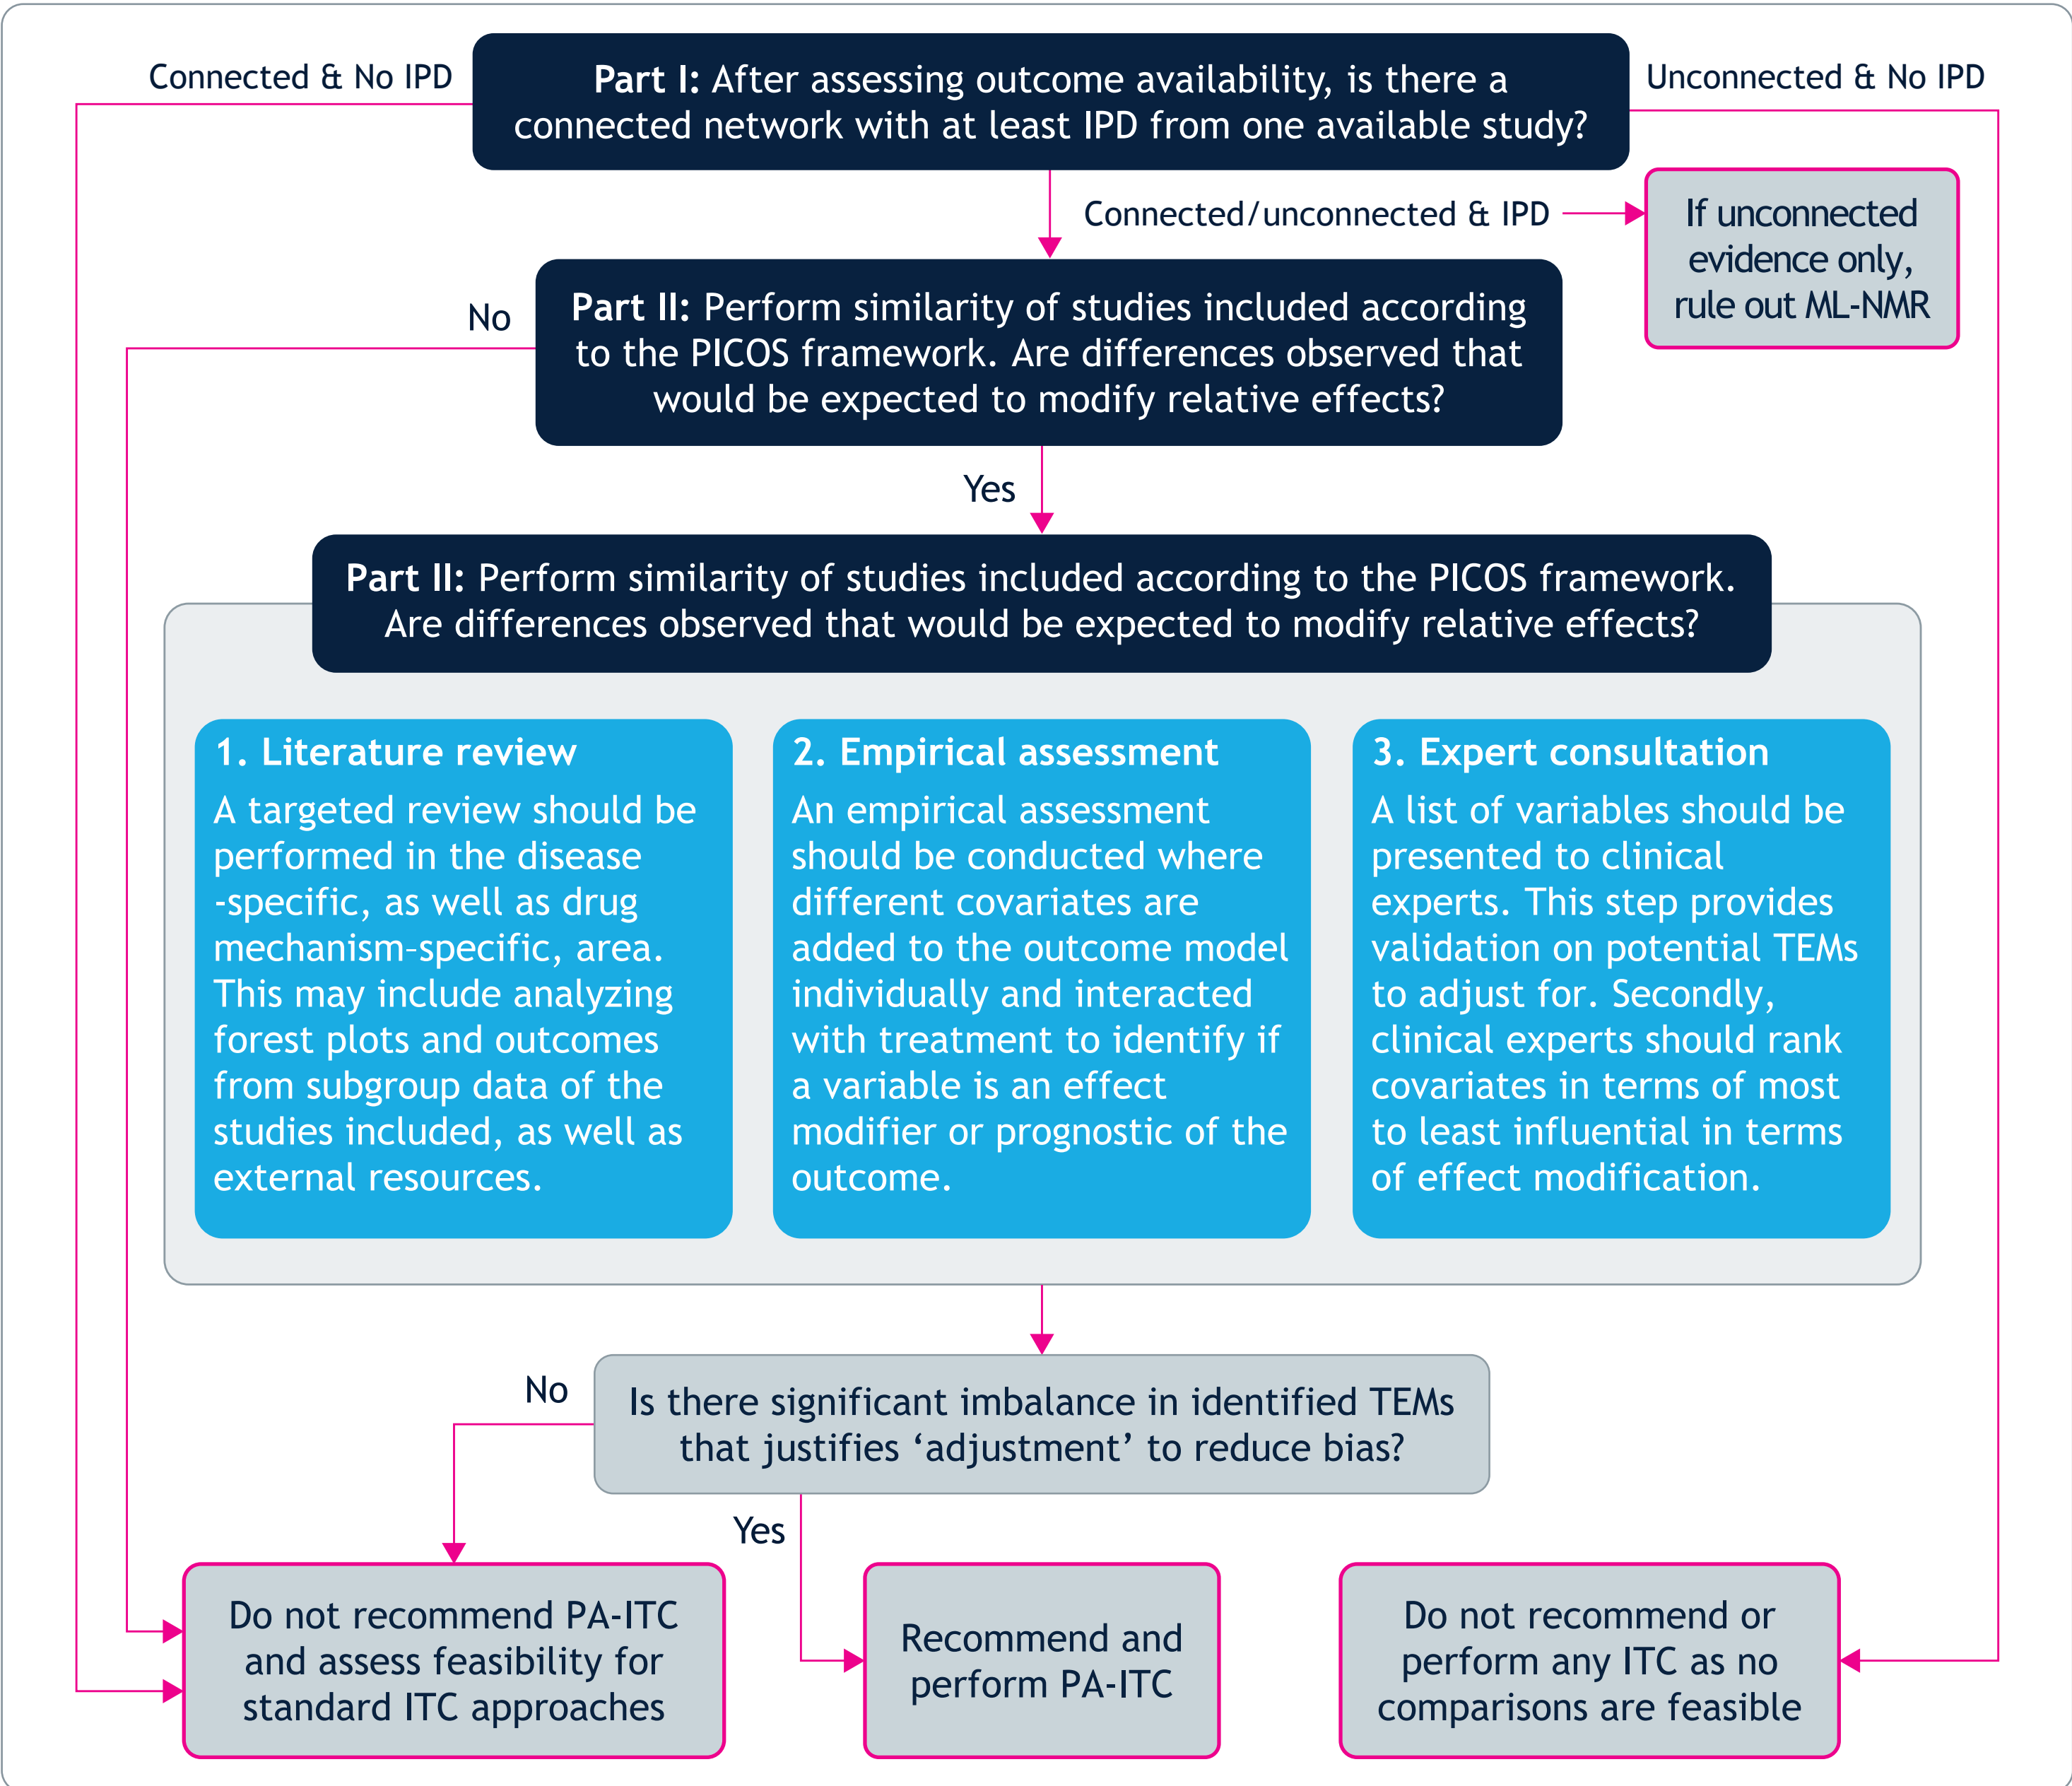 Connected & No IPD
Part I: After assessing outcome availability, is there a
connected network with at least IPD from one available study?
Unconnected & No IPD
Connected/unconnected & IPD
If unconnected
evidence only,
rule out ML-NMR
No
Part II: Perform similarity of studies included according
to the PICOS framework. Are differences observed that
would be expected to modify relative effects?
Yes
Part II: Perform similarity of studies included according to the PICOS framework.
Are differences observed that would be expected to modify relative effects?
1. Literature review
A targeted review should be
performed in the disease
-specific, as well as drug
mechanism–specific, area.
This may include analyzing
forest plots and outcomes
from subgroup data of the
studies included, as well as
external resources.
2. Empirical assessment
An empirical assessment
should be conducted where
different covariates are
added to the outcome model
individually and interacted
with treatment to identify if
a variable is an effect
modifier or prognostic of the
outcome.
3. Expert consultation
A list of variables should be
presented to clinical
experts. This step provides
validation on potential TEMs
to adjust for. Secondly,
clinical experts should rank
covariates in terms of most
to least influential in terms
of effect modification.
No
Is there significant imbalance in identified TEMs
that justifies ‘adjustment’ to reduce bias?
Yes
Do not recommend PA-ITC
and assess feasibility for
standard ITC approaches
Recommend and
perform PA-ITC
Do not recommend or
perform any ITC as no
comparisons are feasible